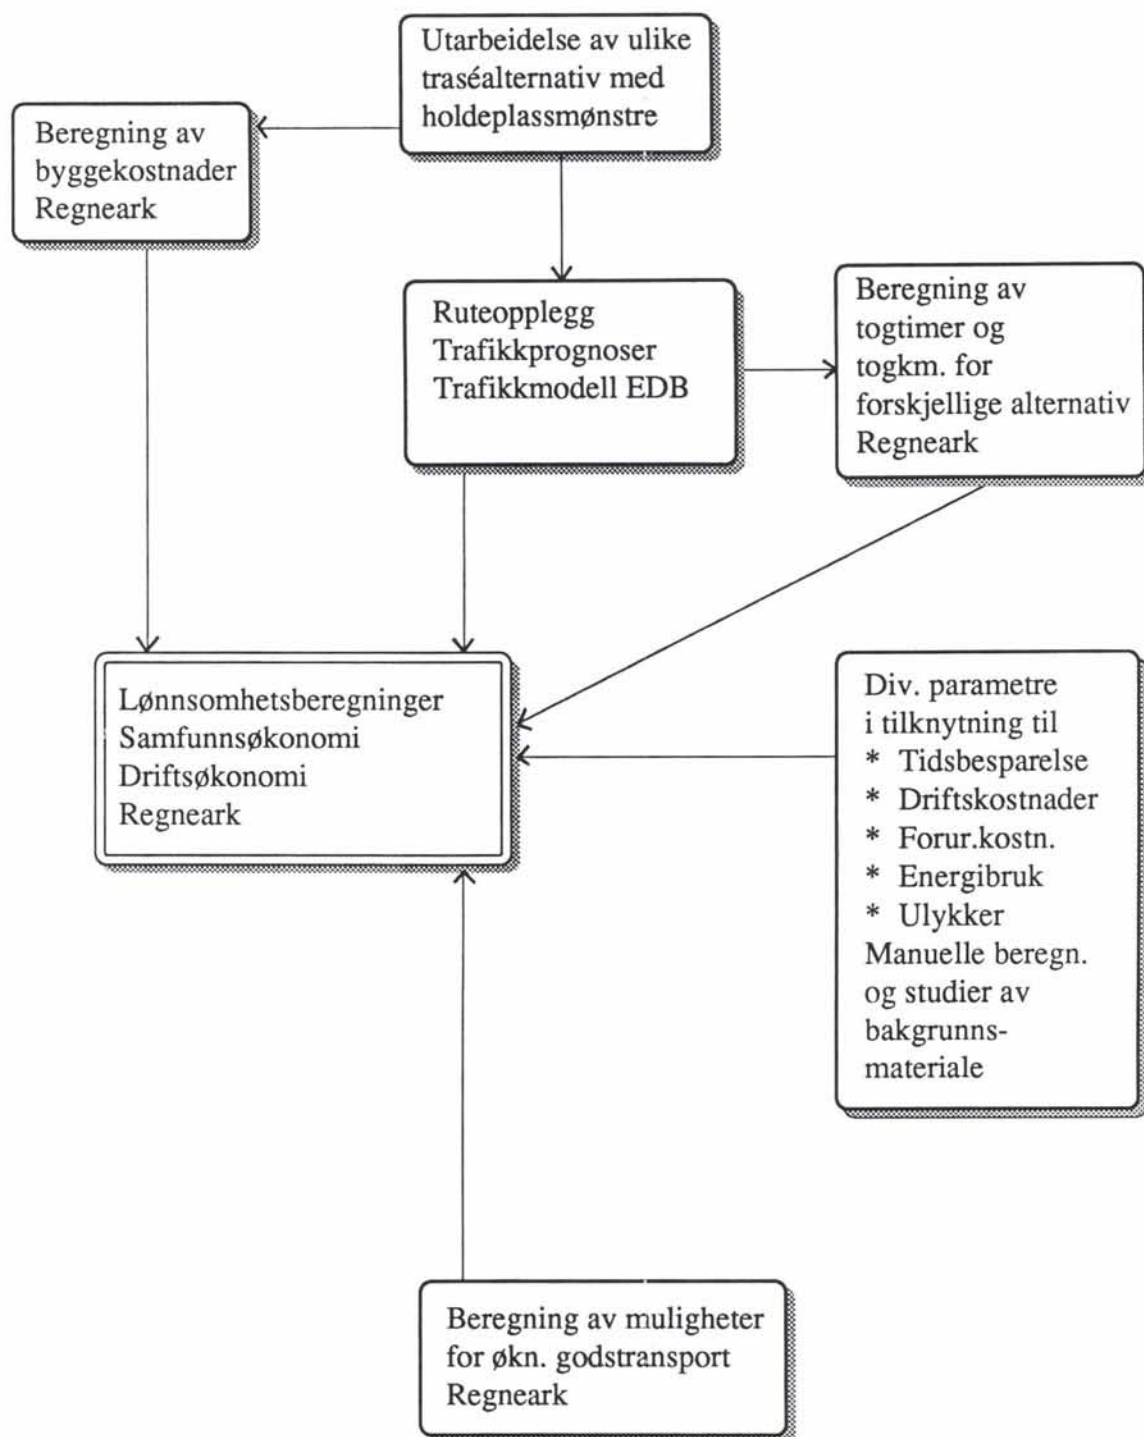 Utarbeidelse av ulike
traséalternativ med
holdeplassmønstre
Beregning av
byggekostnader
Regneark
Ruteopplegg
Trafikkprognoser
Trafikkmodell EDB
Beregning av
togtimer og
togkm. for
forskjellige alternativ
Regneark
Lønnsomhetsberegninger
Samfunnsøkonomi
Driftsøkonomi
Regneark
Div. parametre
i tilknytning til
* Tidsbesparelse
* Driftskostnader
* Forur.kostn.
* Energibruk
* Ulykker
Manuelle beregn.
og studier av
bakgrunns-
materiale
Beregning av muligheter
for økn. godstransport
Regneark